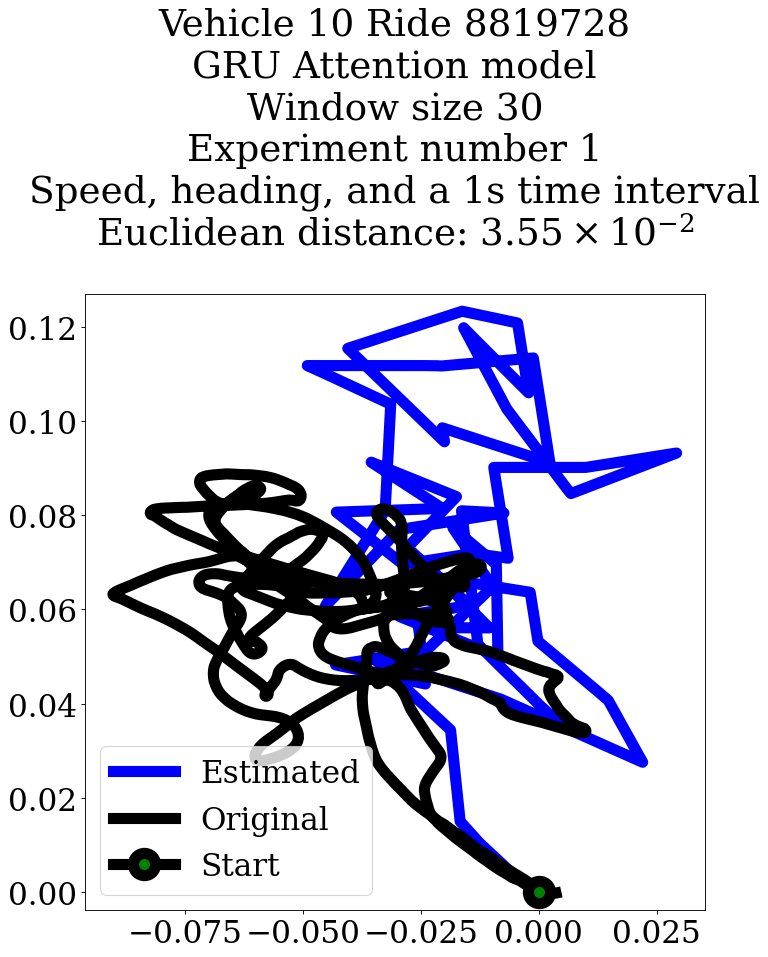 Vehicle 10 Ride 8819728
GRU Attention model
Window size 30
Experiment number 1
Speed, heading, and a 1s time interval
Euclidean distance: 3.55 × 10⁻²
0.12
0.10
0.08
0.06
0.04
0.02
0.00
Estimated
Original
Start
−0.075 −0.050 −0.025 0.000 0.025